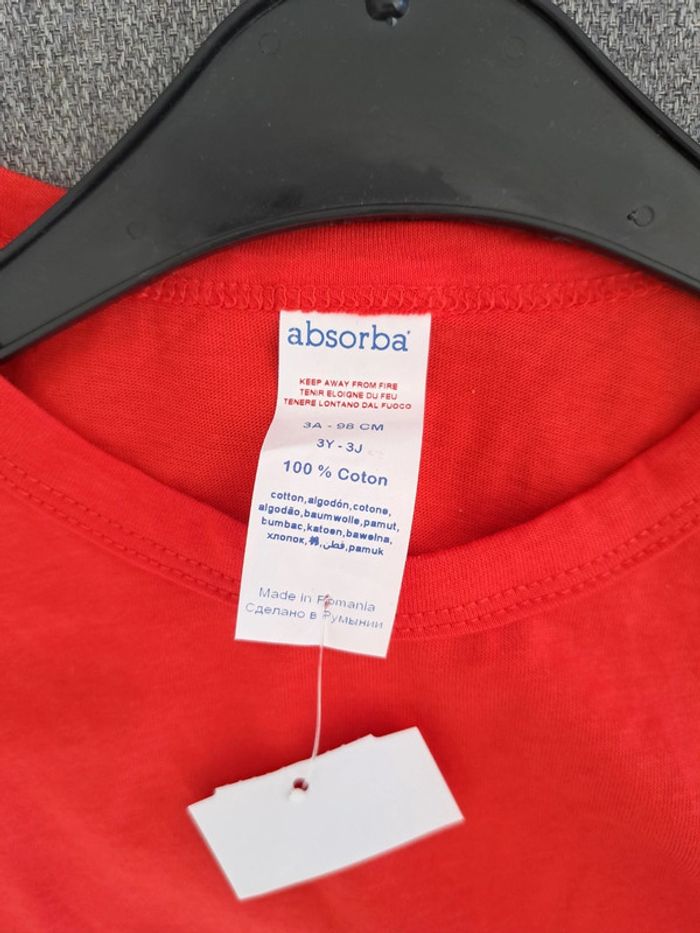 absorba
KEEP AWAY FROM FIRE
TENIR ELOIGNE DU FEU
TENERE LONTANO DAL FUOCO
3A - 98 CM
3Y - 3J
100 % Coton
cotton,algodón,cotone,
algodão,baumwolle,pamut,
bumbac,katoen,bawełna,
хлопок,棉,قطن,pamuk
Made in Romania
Сделано в Румынии